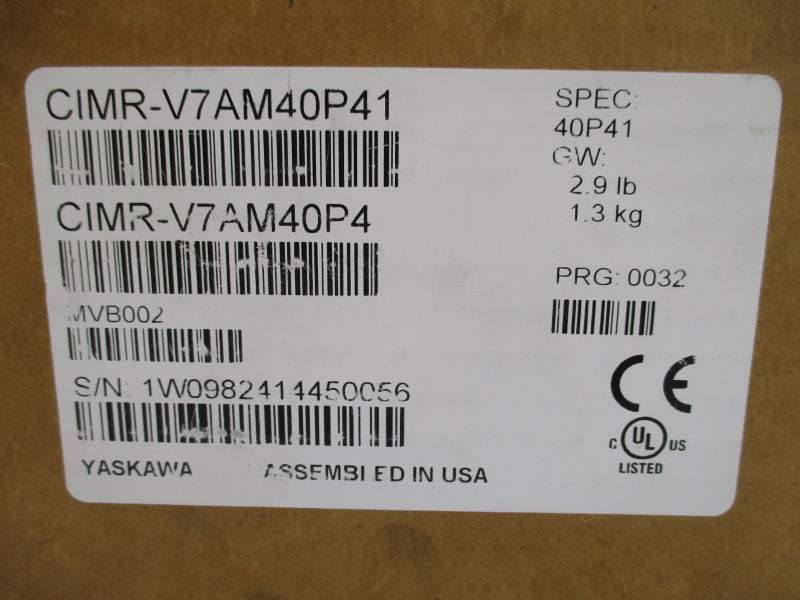 CIMR-V7AM40P41
CIMR-V7AM40P4
MVB002
S/N: 1W0982414450056
YASKAWA
ASSEMBLED IN USA
SPEC:
40P41
GW:
2.9 lb
1.3 kg
PRG: 0032
CE
C UL US
LISTED